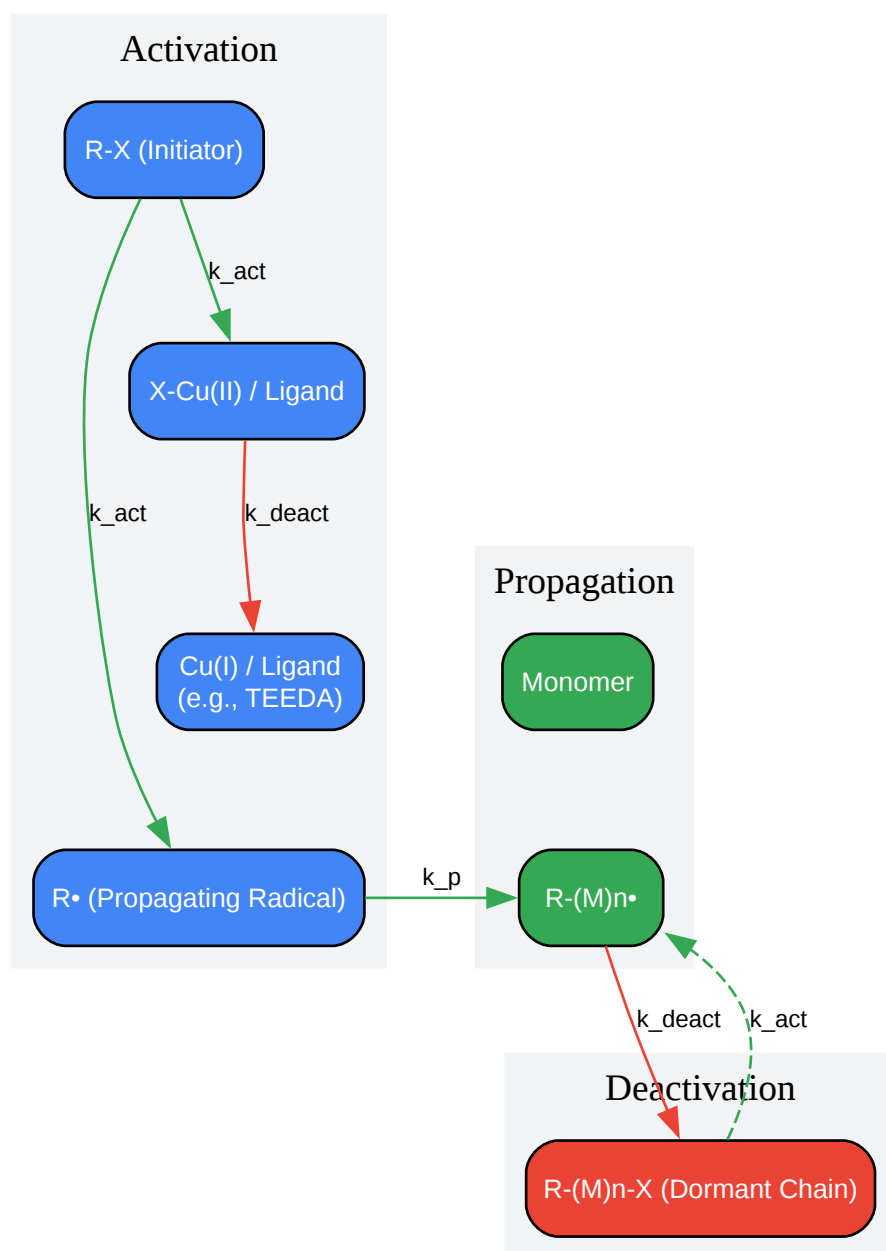 Activation
R-X (Initiator)
k_act
X-Cu(II) / Ligand
k_act
k_deact
Cu(I) / Ligand
(e.g., TEEDA)
R• (Propagating Radical)
k_p
Propagation
Monomer
R-(M)n•
k_deact
k_act
Deactivation
R-(M)n-X (Dormant Chain)